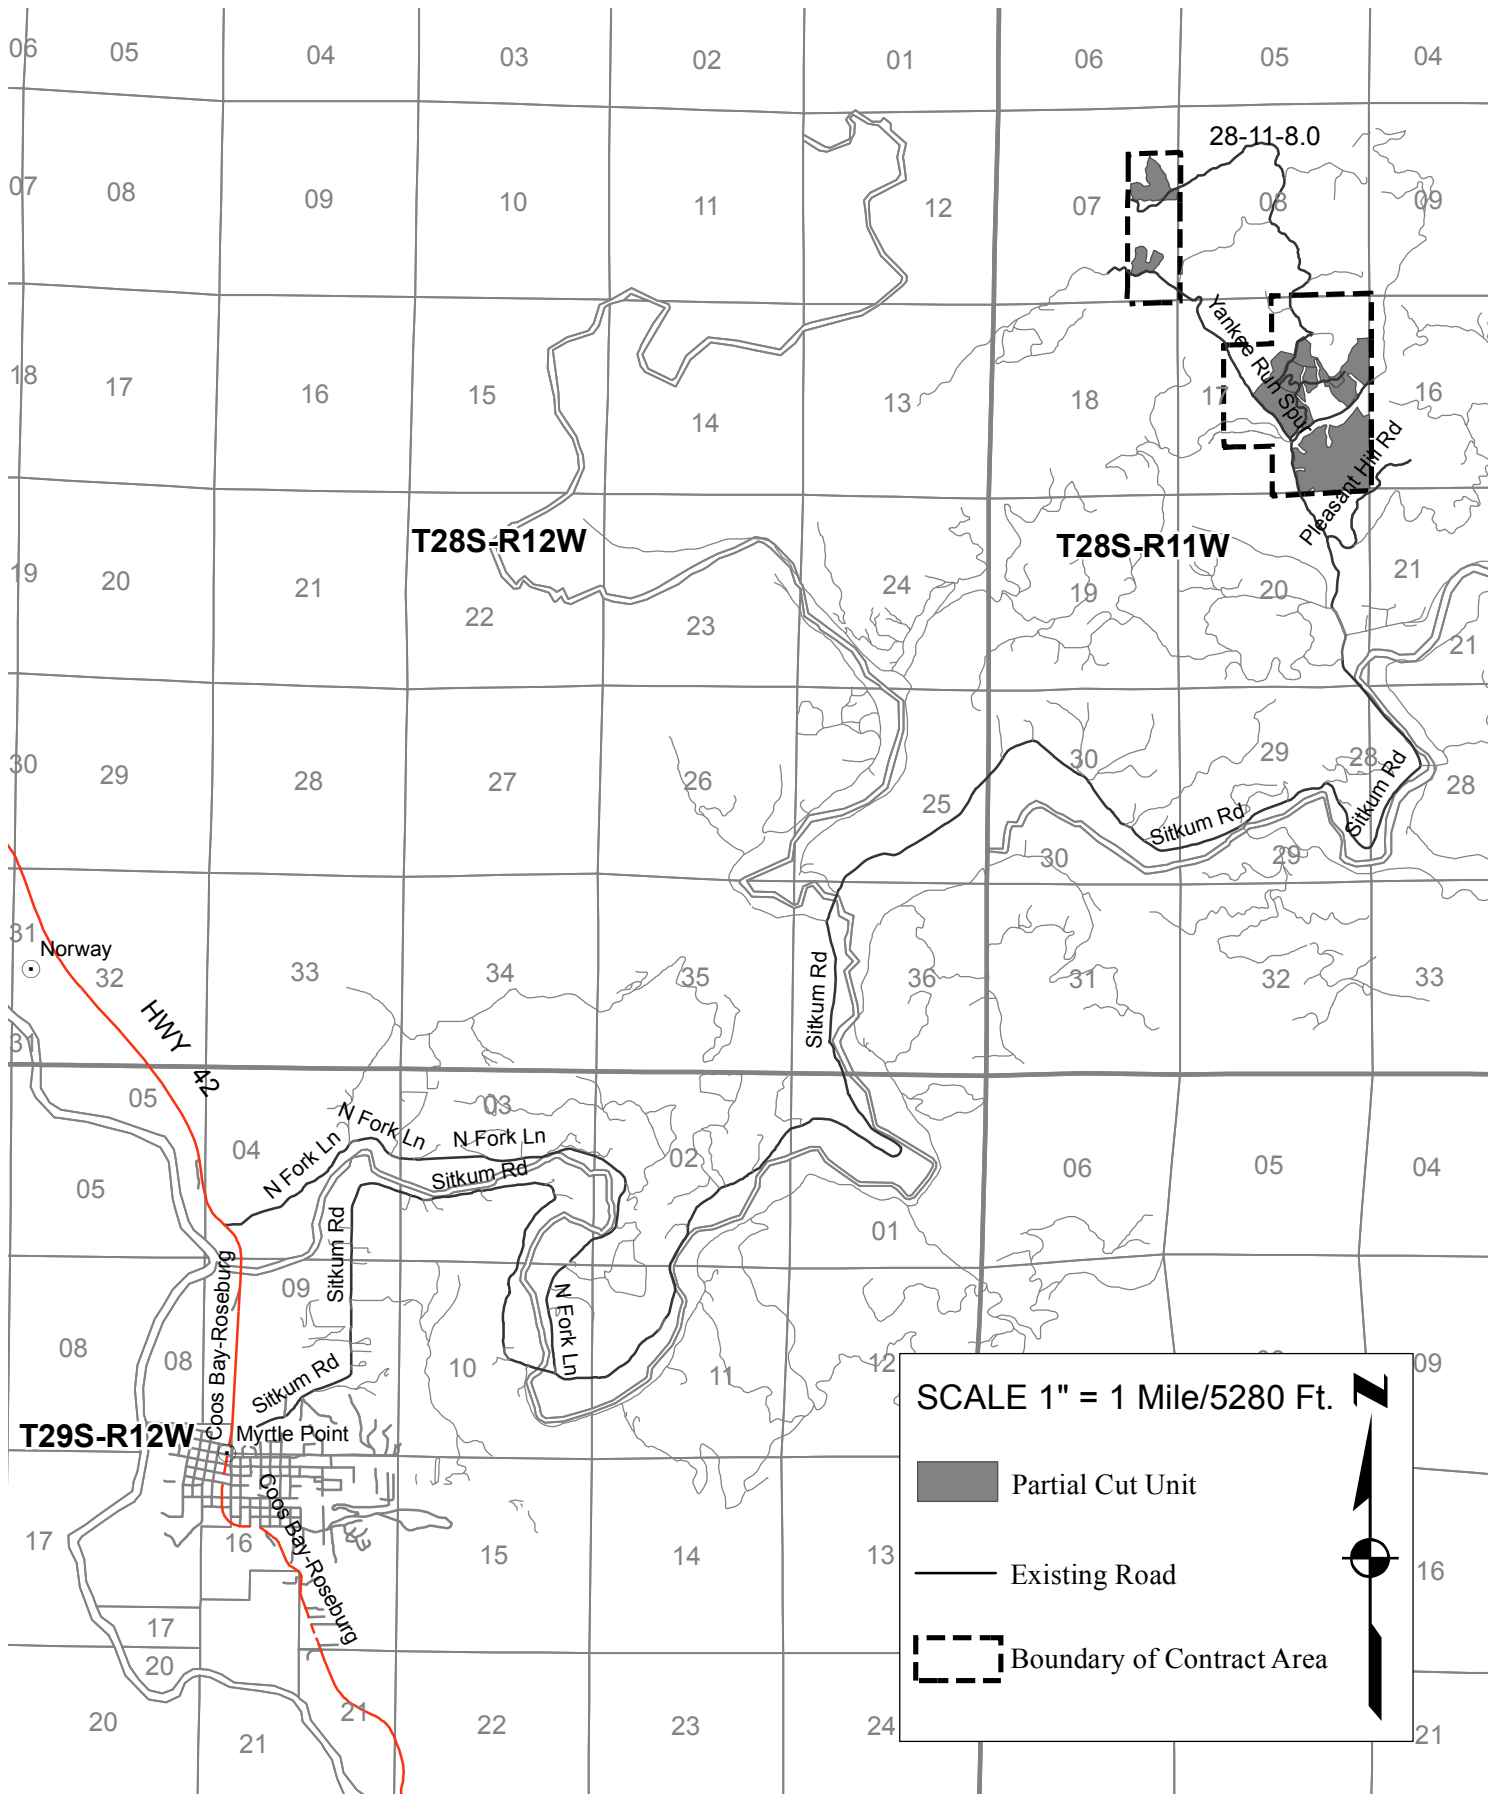 06 05 04 03 02 01 06 05 04
28-11-8.0
07 08 09 10 11 12 07 08 09
Yankee Run Spur
18 17 16 15 14 13 18 17 16
Pleasant Hill Rd
T28S-R12W T28S-R11W
19 20 21 22 23 24 19 20 21
21
30 29 28 27 26 25 30 29 28 28
Sitkum Rd Sitkum Rd
30 29
31 Norway
32 33 34 35 36 31 32 33
Sitkum Rd
HWY 42
31
05 04 03 02
N Fork Ln N Fork Ln N Fork Ln
Sitkum Rd
05 01 06 05 04
Sitkum Rd
Coos Bay-Roseburg
09
N Fork Ln
08 08 10 11 12 09
Sitkum Rd
T29S-R12W Myrtle Point
Coos Bay-Roseburg
17 16 15 14 13 16
17
20
20 21 21 22 23 24 21
SCALE 1" = 1 Mile/5280 Ft.
N
Partial Cut Unit
Existing Road
Boundary of Contract Area